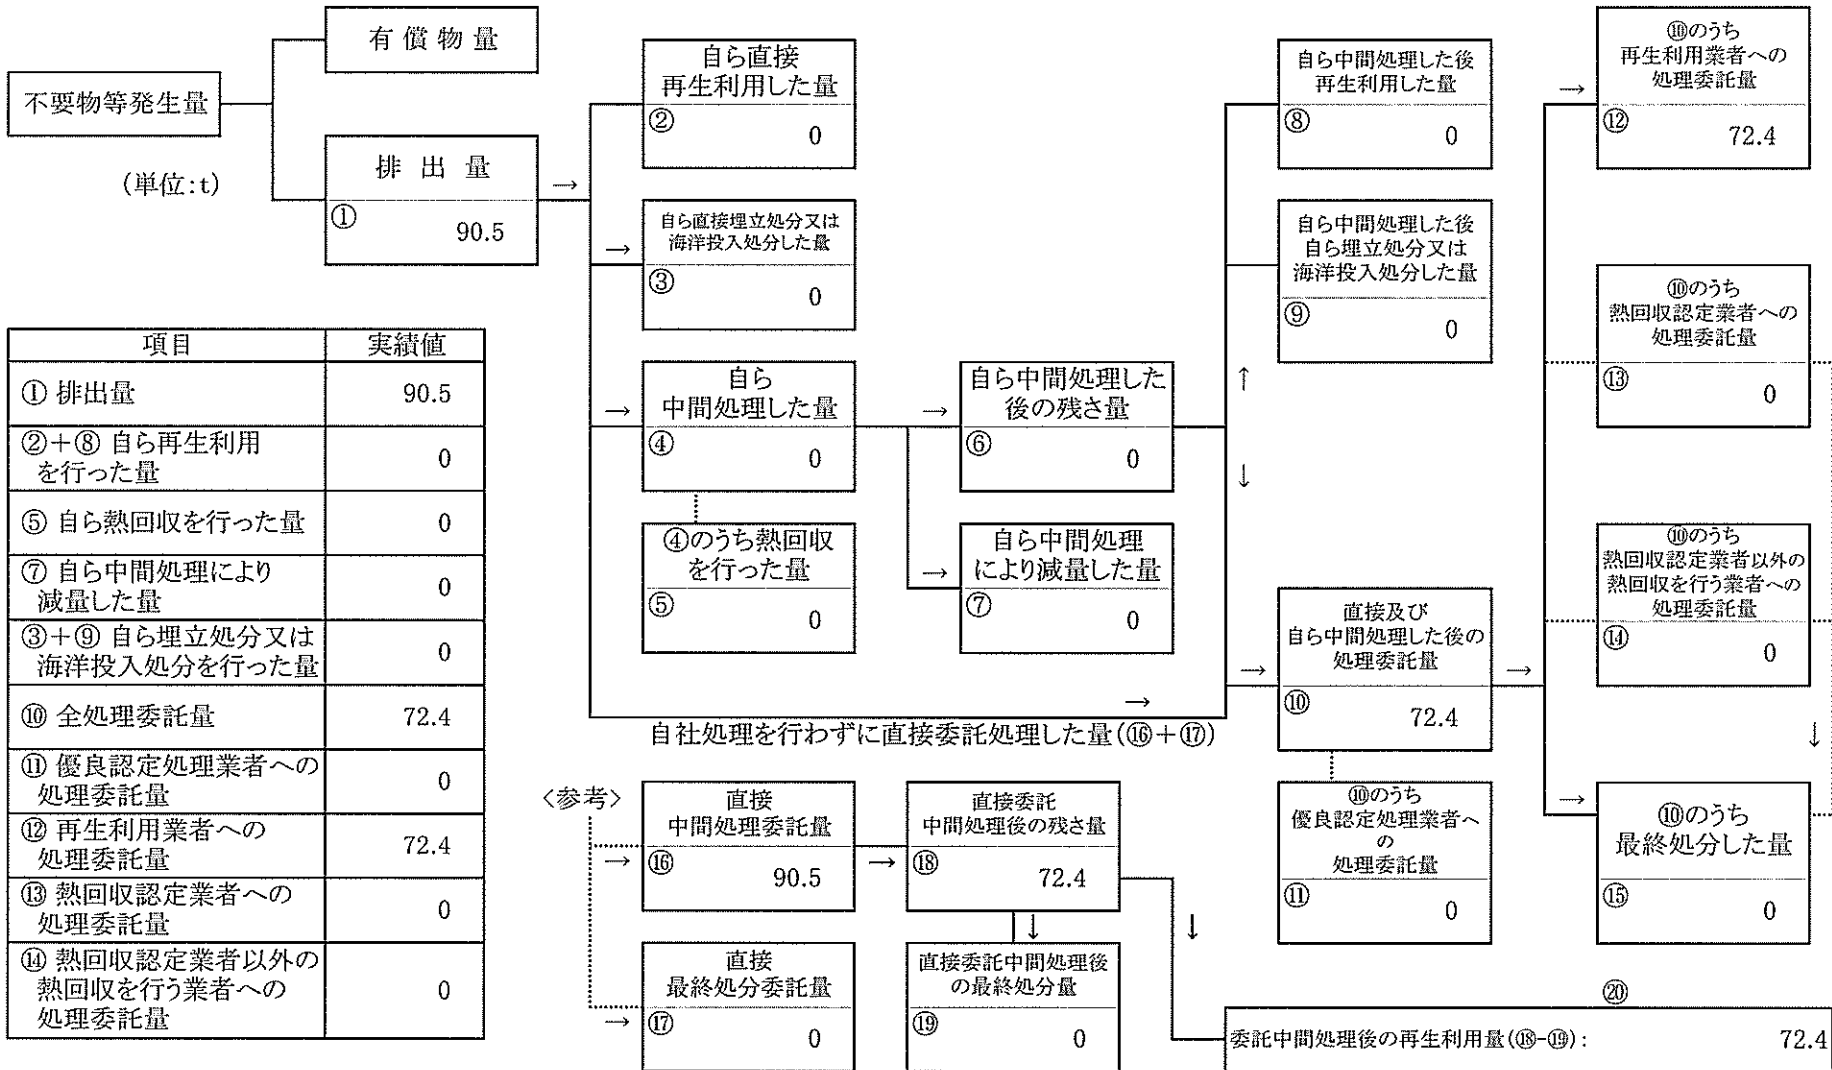 不要物等発生量
(単位:t)
有償物量
排出量
①
90.5
→
自ら直接
再生利用した量
②
0
→
自ら直接埋立処分又は
海洋投入処分した量
③
0
→
自ら
中間処理した量
④
0
④のうち熱回収
を行った量
⑤
0
→
自ら中間処理した
後の残さ量
⑥
0
→
自ら中間処理
により減量した量
⑦
0
↑
↓
自ら中間処理した後
再生利用した量
⑧
0
自ら中間処理した後
自ら埋立処分又は
海洋投入処分した量
⑨
0
→
自社処理を行わずに直接委託処理した量(⑯+⑰)
→
直接及び
自ら中間処理した後の
処理委託量
⑩
72.4
→
⑩のうち
優良認定処理業者へ
の
処理委託量
⑪
0
→
⑩のうち
再生利用業者への
処理委託量
⑫
72.4
⑩のうち
熱回収認定業者への
処理委託量
⑬
0
⑩のうち
熱回収認定業者以外の
熱回収を行う業者への
処理委託量
⑭
0
↓
→
⑩のうち
最終処分した量
⑮
0
項目 実績値
① 排出量 90.5
②+⑧ 自ら再生利用
を行った量 0
⑤ 自ら熱回収を行った量 0
⑦ 自ら中間処理により
減量した量 0
③+⑨ 自ら埋立処分又は
海洋投入処分を行った量 0
⑩ 全処理委託量 72.4
⑪ 優良認定処理業者への
処理委託量 0
⑫ 再生利用業者への
処理委託量 72.4
⑬ 熱回収認定業者への
処理委託量 0
⑭ 熱回収認定業者以外の
熱回収を行う業者への
処理委託量 0
<参考>
→
直接
中間処理委託量
⑯
90.5
→
直接
最終処分委託量
⑰
0
→
直接委託
中間処理後の残さ量
⑱
72.4
↓
直接委託中間処理後
の最終処分量
⑲
0
↓
⑳
委託中間処理後の再生利用量(⑱-⑲): 72.4